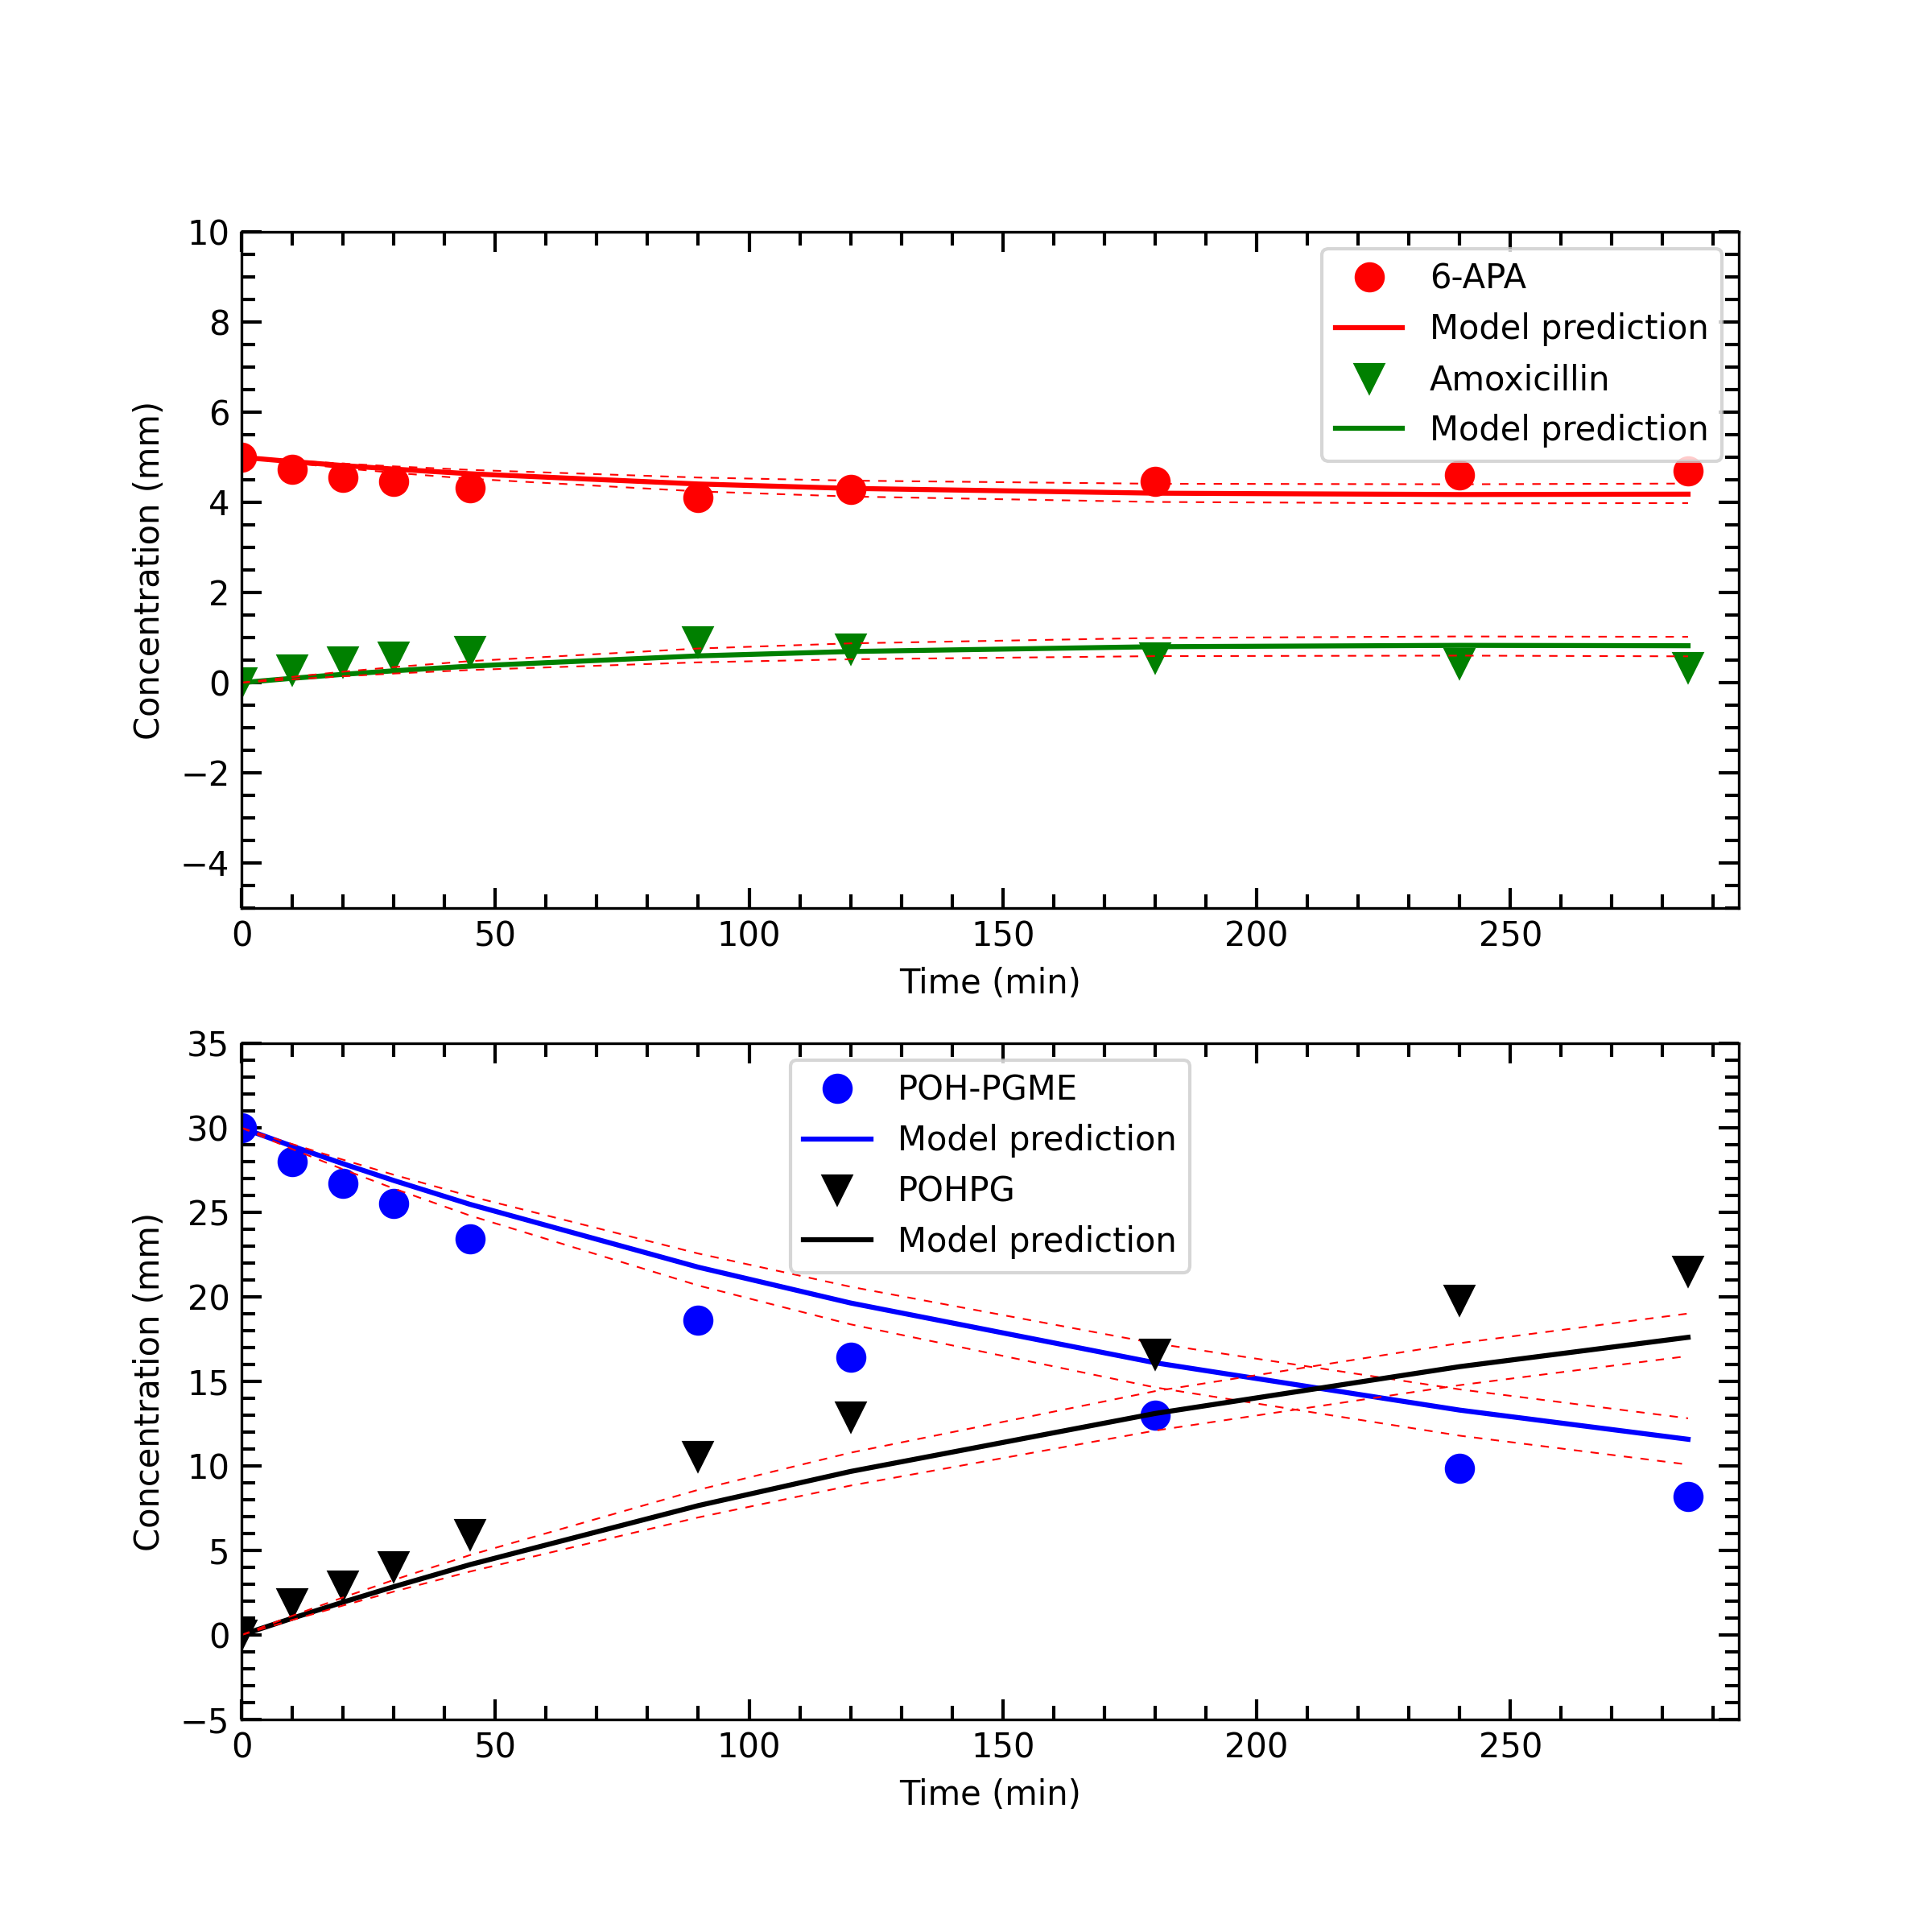 10
8
6
4
2
0
−2
−4
Concentration (mm)
6-APA
Model prediction
Amoxicillin
Model prediction
0 50 100 150 200 250
Time (min)
35
30
25
20
15
10
5
0
−5
Concentration (mm)
POH-PGME
Model prediction
POHPG
Model prediction
0 50 100 150 200 250
Time (min)